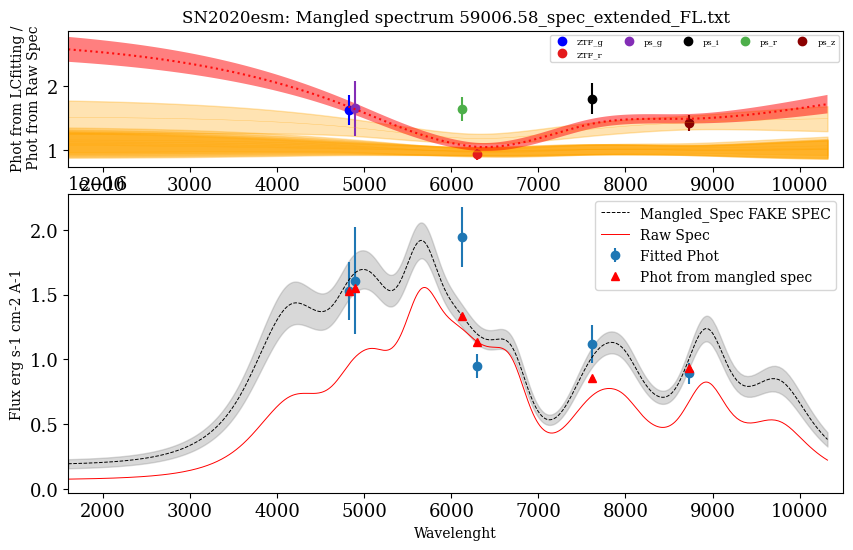 SN2020esm: Mangled spectrum 59006.58_spec_extended_FL.txt
Phot from LCfitting /
Phot from Raw Spec
2
1
ZTF_g
ps_g
ps_i
ps_r
ps_z
ZTF_r
2000 3000 4000 5000 6000 7000 8000 9000 10000
1e−16
Flux erg s-1 cm-2 A-1
2.0
1.5
1.0
0.5
0.0
Mangled_Spec FAKE SPEC
Raw Spec
Fitted Phot
Phot from mangled spec
2000 3000 4000 5000 6000 7000 8000 9000 10000
Wavelenght